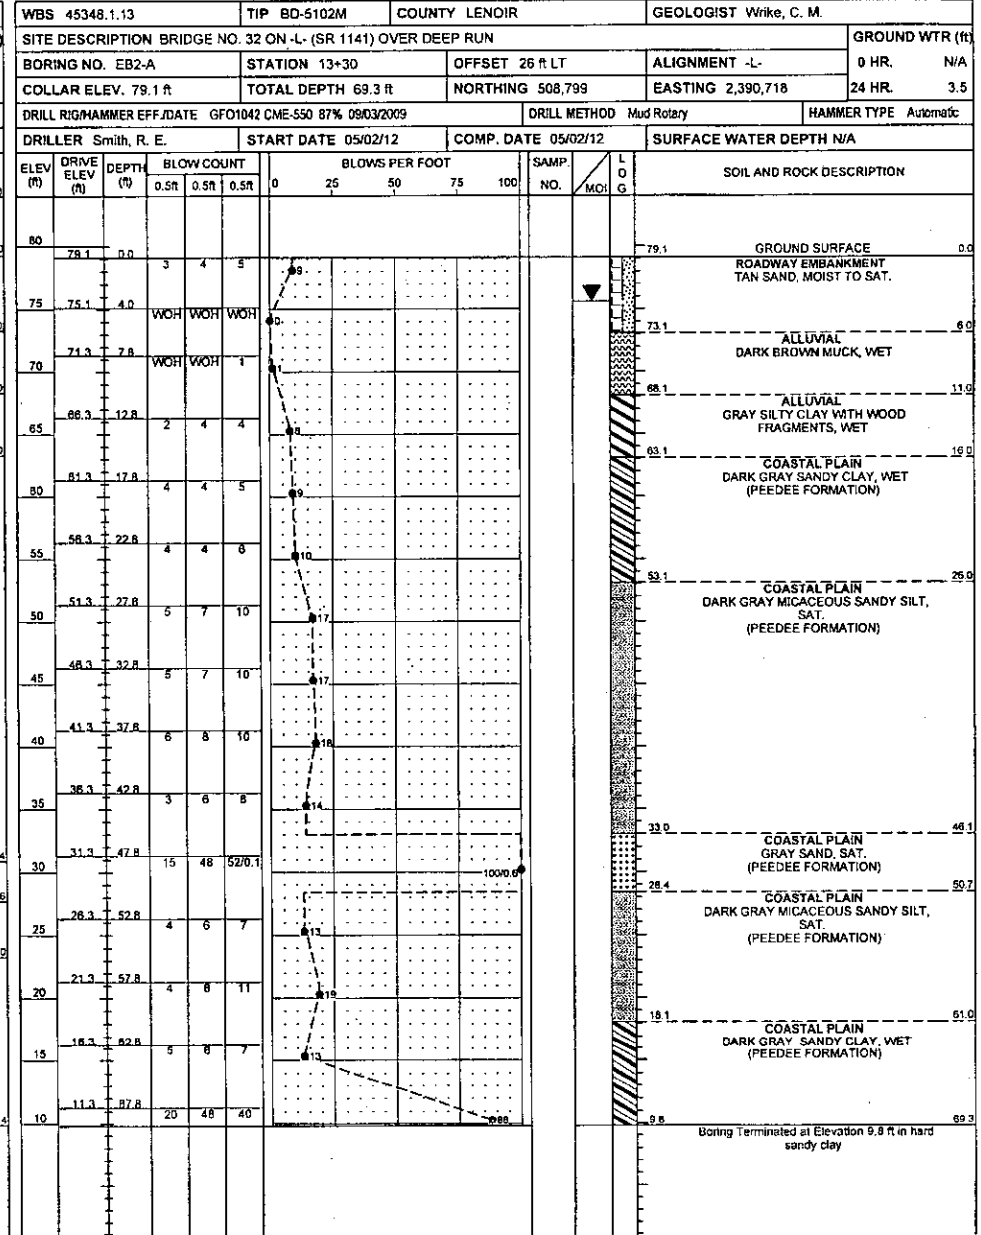 WBS 45348.1.13 TIP BD-5102M COUNTY LENOIR GEOLOGIST Wrike, C. M.
SITE DESCRIPTION BRIDGE NO. 32 ON -L- (SR 1141) OVER DEEP RUN GROUND WTR (ft)
BORING NO. EB2-A STATION 13+30 OFFSET 26 ft LT ALIGNMENT -L- 0 HR. N/A
COLLAR ELEV. 79.1 ft TOTAL DEPTH 69.3 ft NORTHING 508,799 EASTING 2,390,718 24 HR. 3.5
DRILL RIG/HAMMER EFF./DATE GFO1042 CME-550 87% 09/03/2009 DRILL METHOD Mud Rotary HAMMER TYPE Automatic
DRILLER Smith, R. E. START DATE 05/02/12 COMP. DATE 05/02/12 SURFACE WATER DEPTH N/A
ELEV (ft) DRIVE ELEV (ft) DEPTH (ft) BLOW COUNT BLOWS PER FOOT SAMP. NO. MOI LOG SOIL AND ROCK DESCRIPTION
0.5ft 0.5ft 0.5ft 0 25 50 75 100
80
79.1 0.0 79.1 GROUND SURFACE 0.0
3 4 5 9 ROADWAY EMBANKMENT
TAN SAND, MOIST TO SAT.
75 75.1 4.0
WOH WOH WOH 0
73.1 6.0
ALLUVIAL
71.3 7.8 DARK BROWN MUCK, WET
70 WOH WOH 1 1
68.1 11.0
ALLUVIAL
66.3 12.8 GRAY SILTY CLAY WITH WOOD
65 2 4 4 8 FRAGMENTS, WET
63.1 16.0
COASTAL PLAIN
61.3 17.8 DARK GRAY SANDY CLAY, WET
60 4 4 5 9 (PEEDEE FORMATION)
56.3 22.8
55 4 4 6 10
53.1 26.0
COASTAL PLAIN
51.3 27.8 DARK GRAY MICACEOUS SANDY SILT,
50 5 7 10 17 SAT.
(PEEDEE FORMATION)
46.3 32.8
45 5 7 10 17
41.3 37.8
40 6 8 10 18
36.3 42.8
35 3 6 8 14
33.0 46.1
COASTAL PLAIN
31.3 47.8 GRAY SAND, SAT.
30 15 48 52/0.1 100/0.6 (PEEDEE FORMATION)
28.4 50.7
COASTAL PLAIN
26.3 52.8 DARK GRAY MICACEOUS SANDY SILT,
25 4 6 7 13 SAT.
(PEEDEE FORMATION)
21.3 57.8
20 4 8 11 19
18.1 61.0
COASTAL PLAIN
16.3 62.8 DARK GRAY SANDY CLAY, WET
15 5 6 7 13 (PEEDEE FORMATION)
11.3 67.8
10 20 48 40 88 9.8 69.3
Boring Terminated at Elevation 9.8 ft in hard
sandy clay